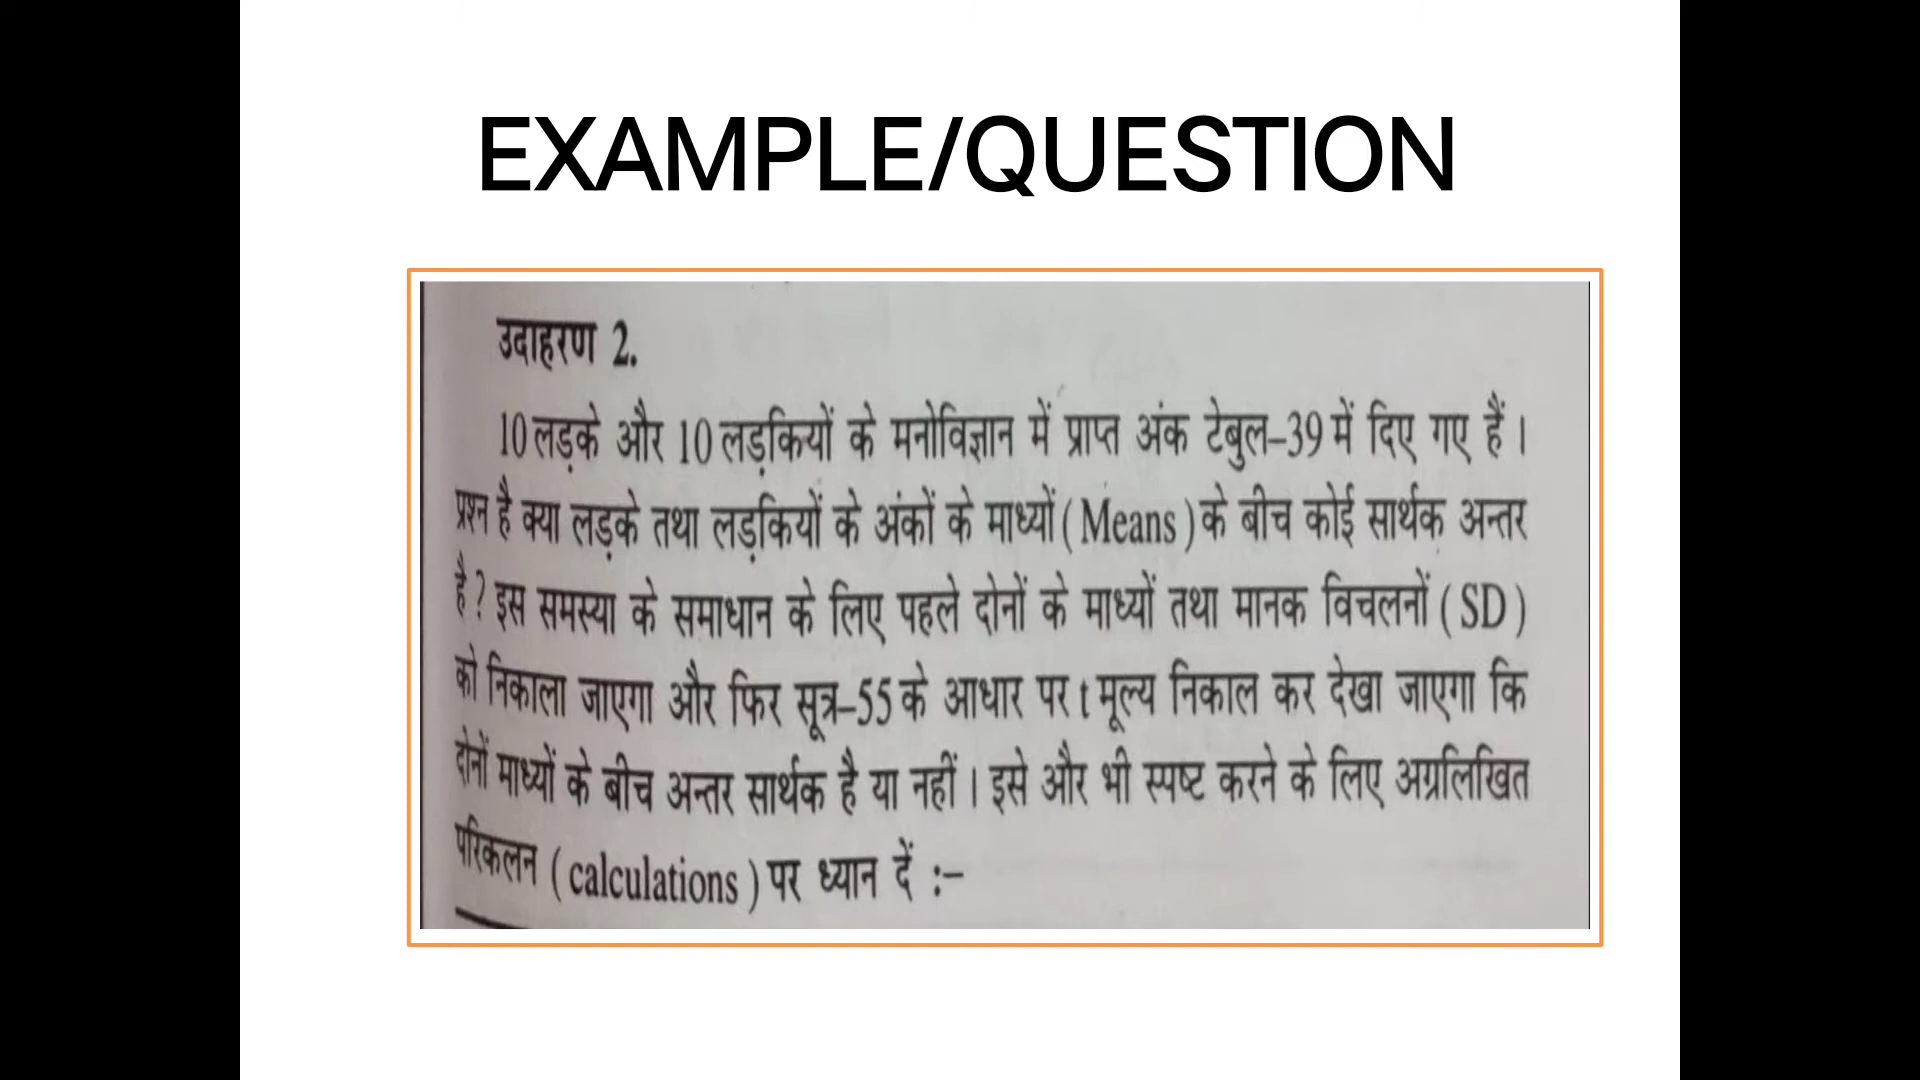 EXAMPLE/QUESTION
उदाहरण 2.
10 लड़के और 10 लड़कियों के मनोविज्ञान में प्राप्त अंक टेबुल–39 में दिए गए हैं ।
प्रश्न है क्या लड़के तथा लड़कियों के अंकों के माध्यों ( Means ) के बीच कोई सार्थक अन्तर
है ? इस समस्या के समाधान के लिए पहले दोनों के माध्यों तथा मानक विचलनों ( SD )
को निकाला जाएगा और फिर सूत्र–55 के आधार पर t मूल्य निकाल कर देखा जाएगा कि
दोनों माध्यों के बीच अन्तर सार्थक है या नहीं । इसे और भी स्पष्ट करने के लिए अग्रलिखित
परिकलन ( calculations ) पर ध्यान दें :–